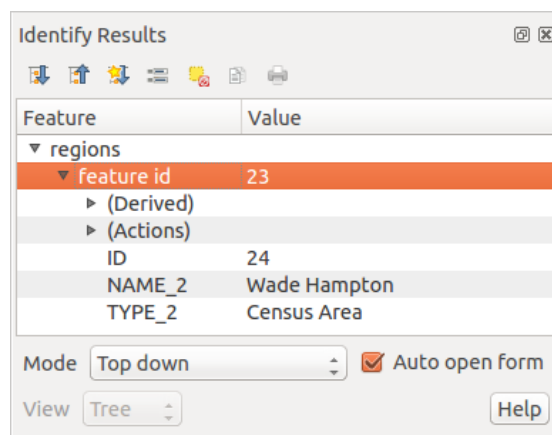 Identify Results
Feature Value
regions
feature id 23
(Derived)
(Actions)
ID 24
NAME_2 Wade Hampton
TYPE_2 Census Area
Mode Top down Auto open form
View Tree Help